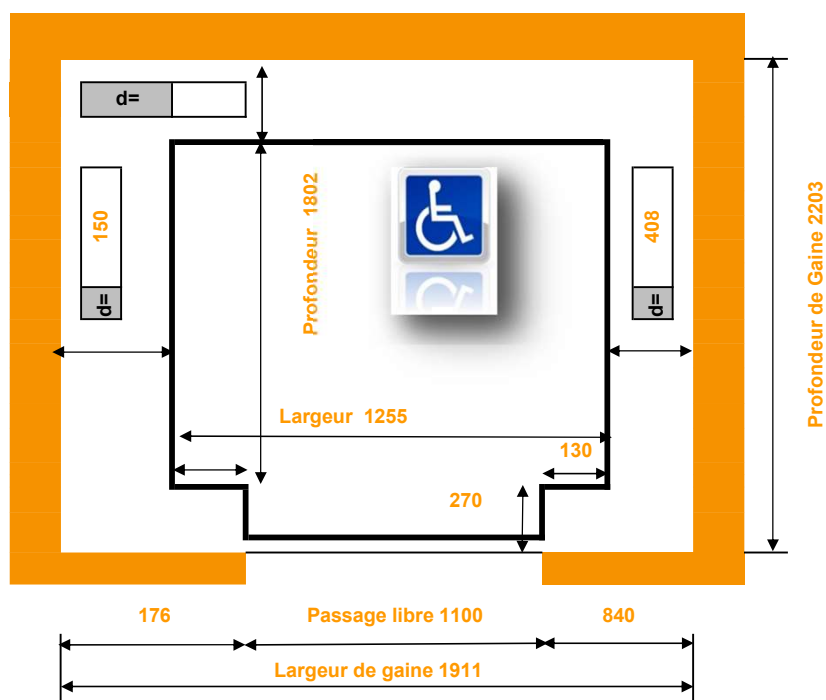 d=
Profondeur 1802
150
d=
408
d=
Profondeur de Gaine 2203
Largeur 1255
130
270
176
Passage libre 1100
840
Largeur de gaine 1911